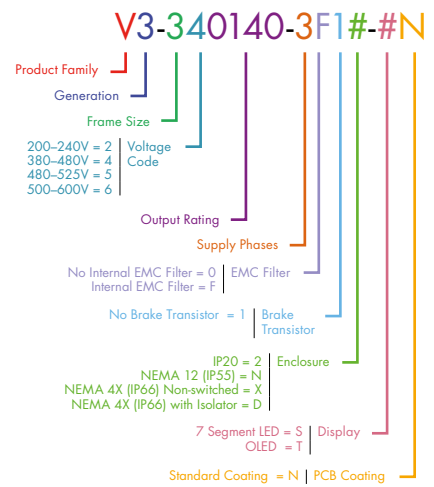 V3-340140-3F1#-#N
Product Family
Generation
Frame Size
200–240V = 2
380–480V = 4
480–525V = 5
500–600V = 6
Voltage
Code
Output Rating
Supply Phases
No Internal EMC Filter = 0
Internal EMC Filter = F
EMC Filter
No Brake Transistor = 1
Brake
Transistor
IP20 = 2
NEMA 12 (IP55) = N
NEMA 4X (IP66) Non-switched = X
NEMA 4X (IP66) with Isolator = D
Enclosure
7 Segment LED = S
OLED = T
Display
Standard Coating = N
PCB Coating